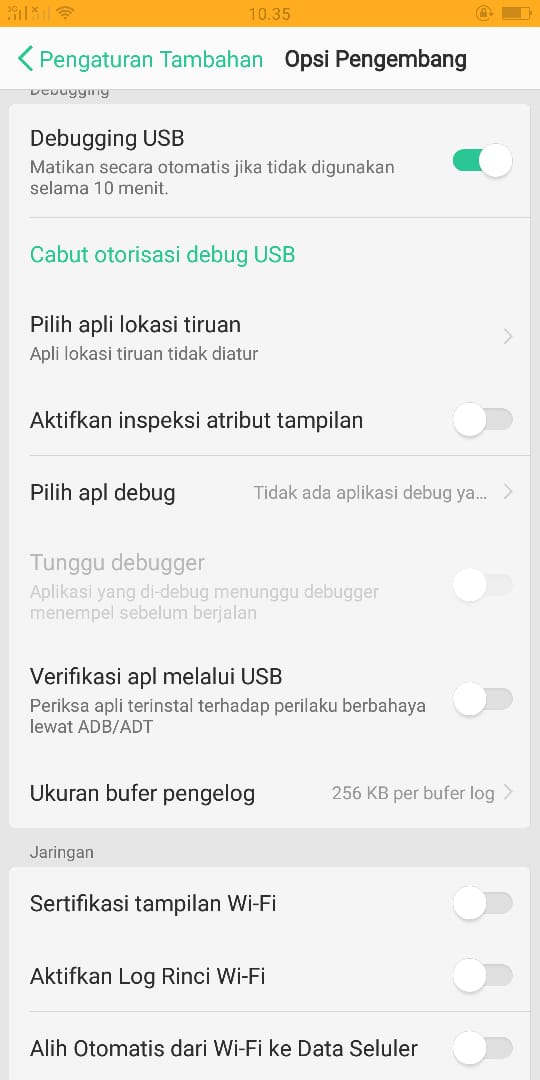 3G
10.35
Pengaturan Tambahan
Opsi Pengembang
Debugging
Debugging USB
Matikan secara otomatis jika tidak digunakan
selama 10 menit.
Cabut otorisasi debug USB
Pilih apli lokasi tiruan
Apli lokasi tiruan tidak diatur
Aktifkan inspeksi atribut tampilan
Pilih apl debug
Tidak ada aplikasi debug ya...
Tunggu debugger
Aplikasi yang di-debug menunggu debugger
menempel sebelum berjalan
Verifikasi apl melalui USB
Periksa apli terinstal terhadap perilaku berbahaya
lewat ADB/ADT
Ukuran bufer pengelog
256 KB per bufer log
Jaringan
Sertifikasi tampilan Wi-Fi
Aktifkan Log Rinci Wi-Fi
Alih Otomatis dari Wi-Fi ke Data Seluler